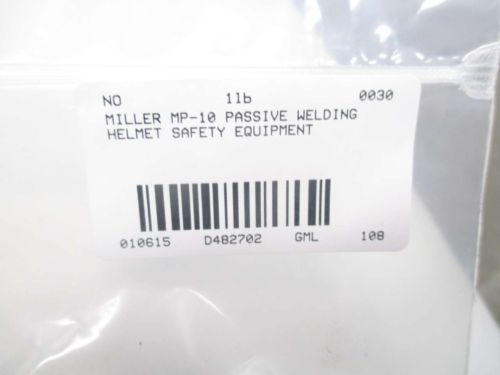 NO 1lb 0030
MILLER MP-10 PASSIVE WELDING
HELMET SAFETY EQUIPMENT
010615 D482702 GML 108